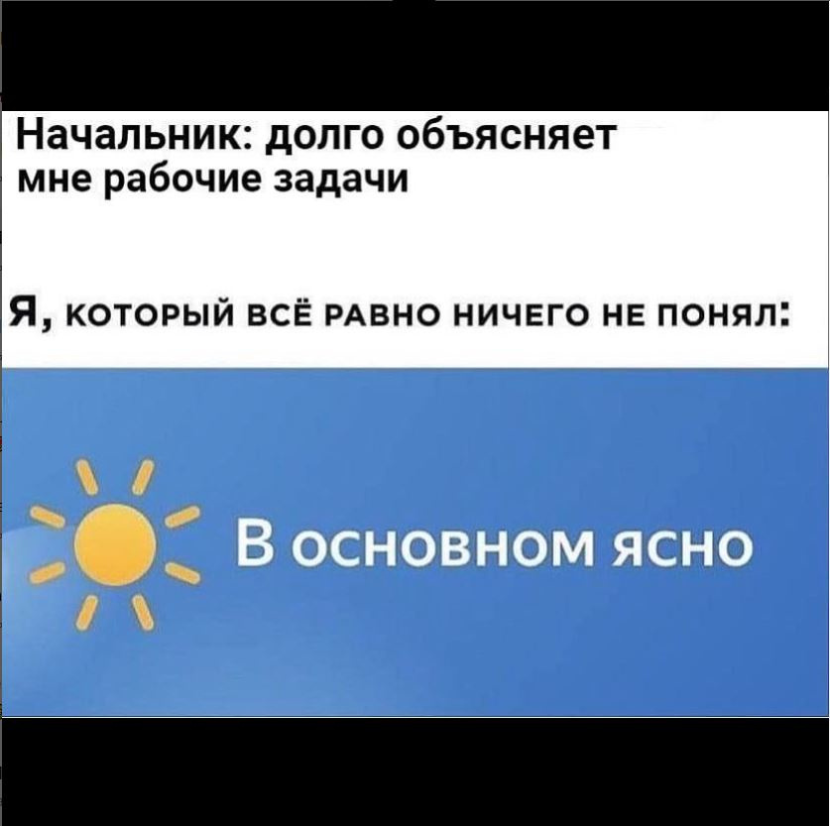 Начальник: долго объясняет
мне рабочие задачи
Я, который всё равно ничего не понял:
В основном ясно